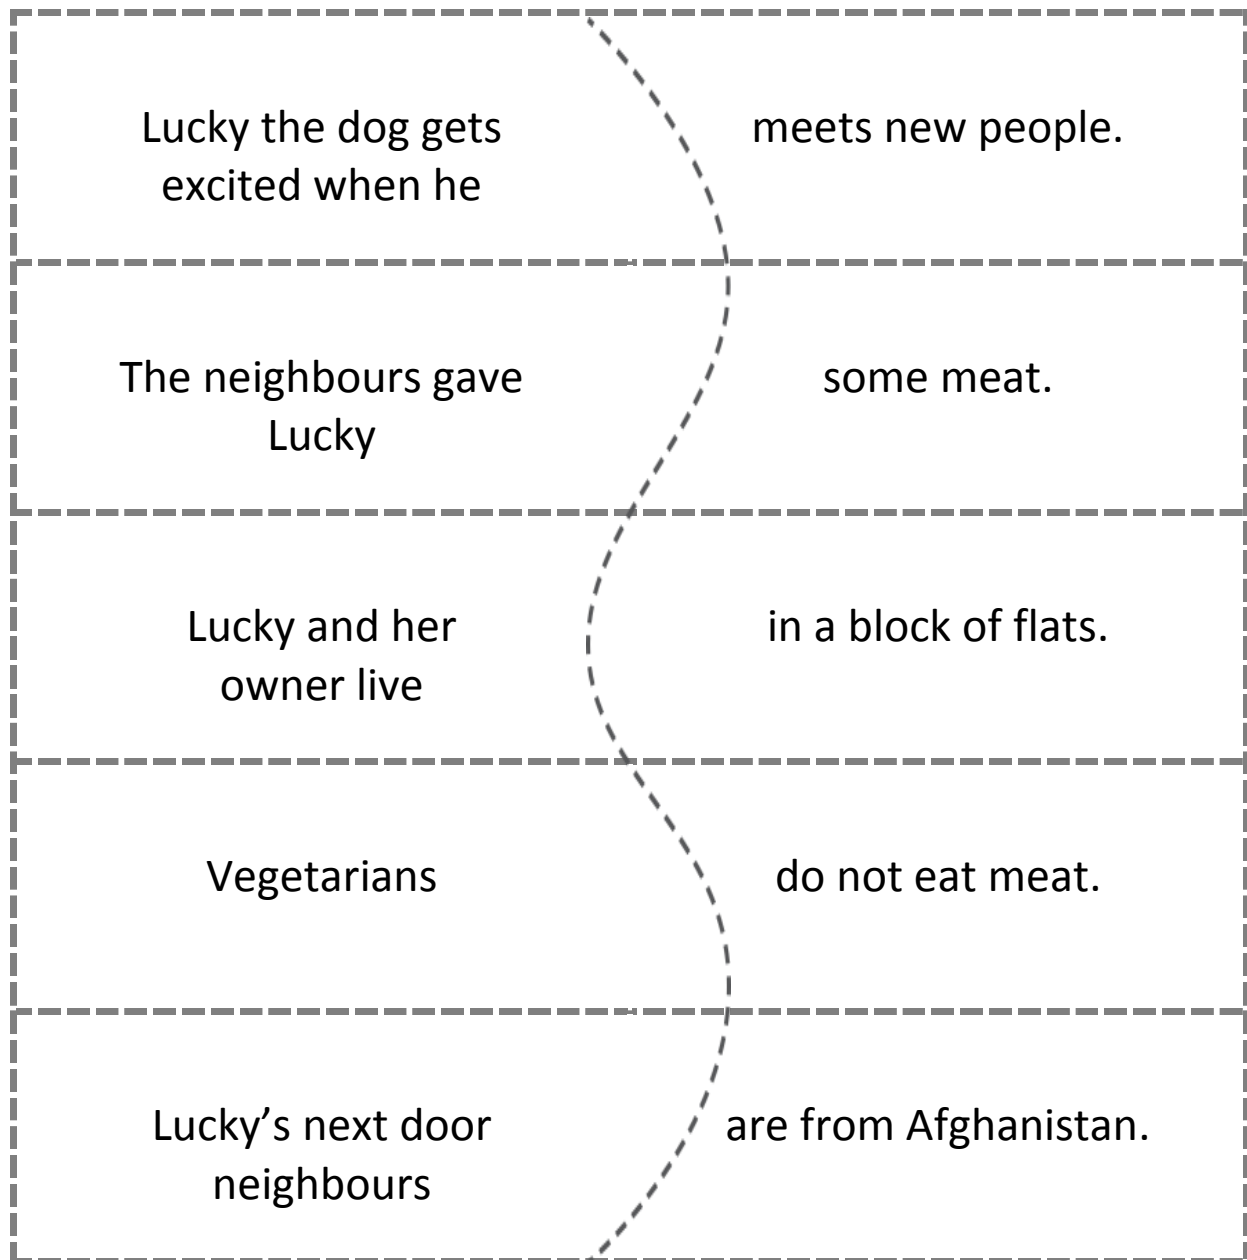 Lucky the dog gets
excited when he
meets new people.
The neighbours gave
Lucky
some meat.
Lucky and her
owner live
in a block of flats.
Vegetarians
do not eat meat.
Lucky’s next door
neighbours
are from Afghanistan.